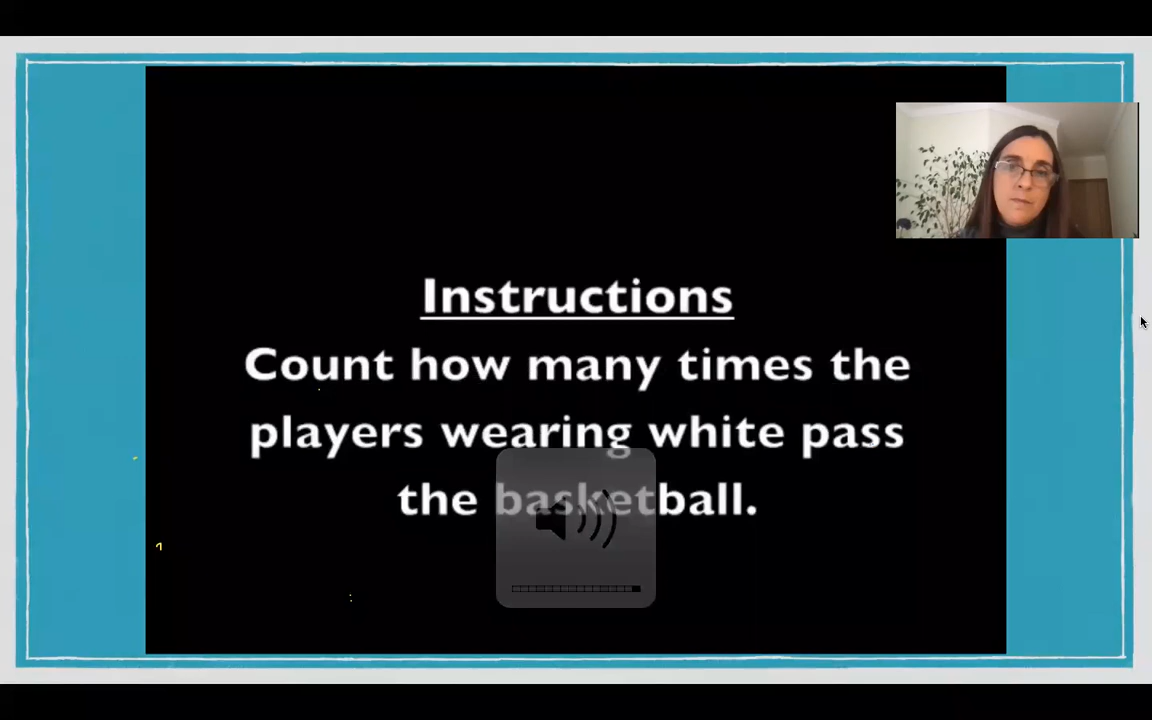 Instructions
Count how many times the
players wearing white pass
the basketball.